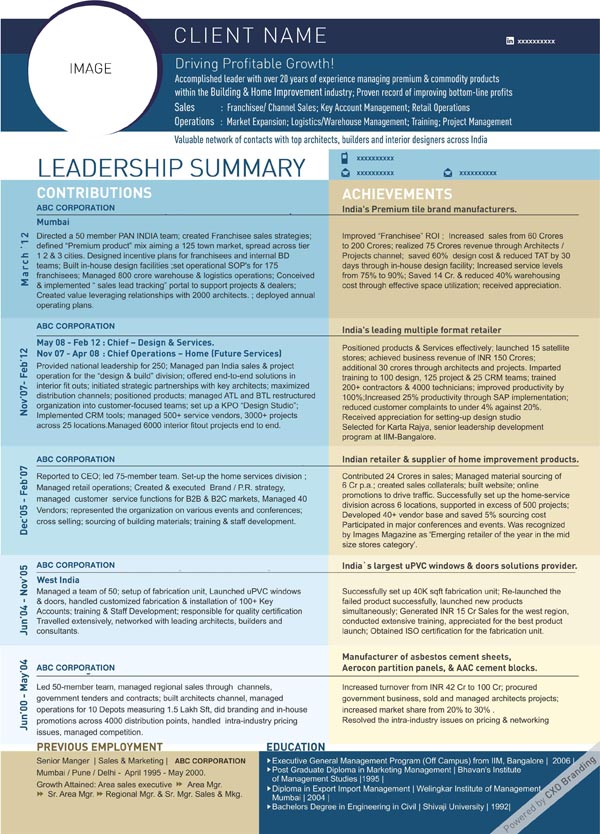 CLIENT NAME
in xxxxxxxxxx
IMAGE
Driving Profitable Growth!
Accomplished leader with over 20 years of experience managing premium & commodity products
within the Building & Home Improvement industry; Proven record of improving bottom-line profits
Sales : Franchisee/ Channel Sales; Key Account Management; Retail Operations
Operations : Market Expansion; Logistics/Warehouse Management; Training; Project Management
Valuable network of contacts with top architects, builders and interior designers across India
LEADERSHIP SUMMARY
xxxxxxxxxx
xxxxxxxxxx xxxxxxxxxx
CONTRIBUTIONS
ACHIEVEMENTS
March '12
ABC CORPORATION
Mumbai
Directed a 50 member PAN INDIA team; created Franchisee sales strategies;
defined "Premium product" mix aiming a 125 town market, spread across tier
1 2 & 3 cities. Designed incentive plans for franchisees and internal BD
teams; Built in-house design facilities ;set operational SOP's for 175
franchisees; Managed 800 crore warehouse & logistics operations; Conceived
& implemented " sales lead tracking" portal to support projects & dealers;
Created value leveraging relationships with 2000 architects. ; deployed annual
operating plans.
India's Premium tile brand manufacturers.
Improved "Franchisee" ROI ; Increased sales from 60 Crores
to 200 Crores; realized 75 Crores revenue through Architects /
Projects channel; saved 60% design cost & reduced TAT by 30
days through in-house design facility; Increased service levels
from 75% to 90%; Saved 14 Cr. & reduced 40% warehousing
cost through effective space utilization; received appreciation.
Nov'07- Feb'12
ABC CORPORATION
May 08 - Feb 12 : Chief – Design & Services.
Nov 07 - Apr 08 : Chief Operations – Home (Future Services)
Provided national leadership for 250; Managed pan India sales & project
operation for the "design & build" division; offered end-to-end solutions in
interior fit outs; initiated strategic partnerships with key architects; maximized
distribution channels; positioned products; managed ATL and BTL restructured
organization into customer-focused teams; set up a KPO "Design Studio";
Implemented CRM tools; managed 500+ service vendors, 3000+ projects
across 25 locations.Managed 6000 interior fitout projects end to end.
India's leading multiple format retailer
Positioned products & Services effectively; launched 15 satellite
stores; achieved business revenue of INR 150 Crores;
additional 30 crores through architects and projects. Imparted
training to 100 design, 125 project & 25 CRM teams; trained
200+ contractors & 4000 technicians; improved productivity by
100%;Increased 25% productivity through SAP implementation;
reduced customer complaints to under 4% against 20%.
Received appreciation for setting-up design studio
Selected for Karta Rajya, senior leadership development
program at IIM-Bangalore.
Dec'05 - Feb'07
ABC CORPORATION
Reported to CEO; led 75-member team. Set-up the home services division ;
Managed retail operations; Created & executed Brand / P.R. strategy,
managed customer service functions for B2B & B2C markets, Managed 40
Vendors; represented the organization on various events and conferences;
cross selling; sourcing of building materials; training & staff development.
Indian retailer & supplier of home improvement products.
Contributed 24 Crores in sales; Managed material sourcing of
6 Cr p.a.; created sales collaterals; built website; online
promotions to drive traffic. Successfully set up the home-service
division across 6 locations, supported in excess of 500 projects;
Developed 40+ vendor base and saved 5% sourcing cost
Participated in major conferences and events. Was recognized
by Images Magazine as 'Emerging retailer of the year in the mid
size stores category'.
Jun'04 - Nov'05
ABC CORPORATION
West India
Managed a team of 50; setup of fabrication unit, Launched uPVC windows
& doors, handled customized fabrication & installation of 100+ Key
Accounts; training & Staff Development; responsible for quality certification
Travelled extensively, networked with leading architects, builders and
consultants.
India`s largest uPVC windows & doors solutions provider.
Successfully set up 40K sqft fabrication unit; Re-launched the
failed product successfully, launched new products
simultaneously; Generated INR 15 Cr Sales for the west region,
conducted extensive training, appreciated for the best product
launch; Obtained ISO certification for the fabrication unit.
Jun'00 - May'04
ABC CORPORATION
Led 50-member team, managed regional sales through channels,
government tenders and contracts; built architects channel, managed
operations for 10 Depots measuring 1.5 Lakh Sft, did branding and in-house
promotions across 4000 distribution points, handled intra-industry pricing
issues, managed competition.
Manufacturer of asbestos cement sheets,
Aerocon partition panels, & AAC cement blocks.
Increased turnover from INR 42 Cr to 100 Cr; procured
government business, sold and managed architects projects;
increased market share from 20% to 30% .
Resolved the intra-industry issues on pricing & networking
PREVIOUS EMPLOYMENT
Senior Manger | Sales & Marketing | ABC CORPORATION
Mumbai / Pune / Delhi - April 1995 - May 2000.
Growth Attained: Area sales executive Area Mgr.
Sr. Area Mgr. Regional Mgr. & Sr. Mgr. Sales & Mkg.
EDUCATION
Executive General Management Program (Off Campus) from IIM, Bangalore | 2006 |
Post Graduate Diploma in Marketing Management | Bhavan's Institute
of Management Studies |1995 |
Diploma in Export Import Management | Welingkar Institute of Management
Mumbai | 2004 |
Bachelors Degree in Engineering in Civil | Shivaji University | 1992|
Powered by CXO Branding